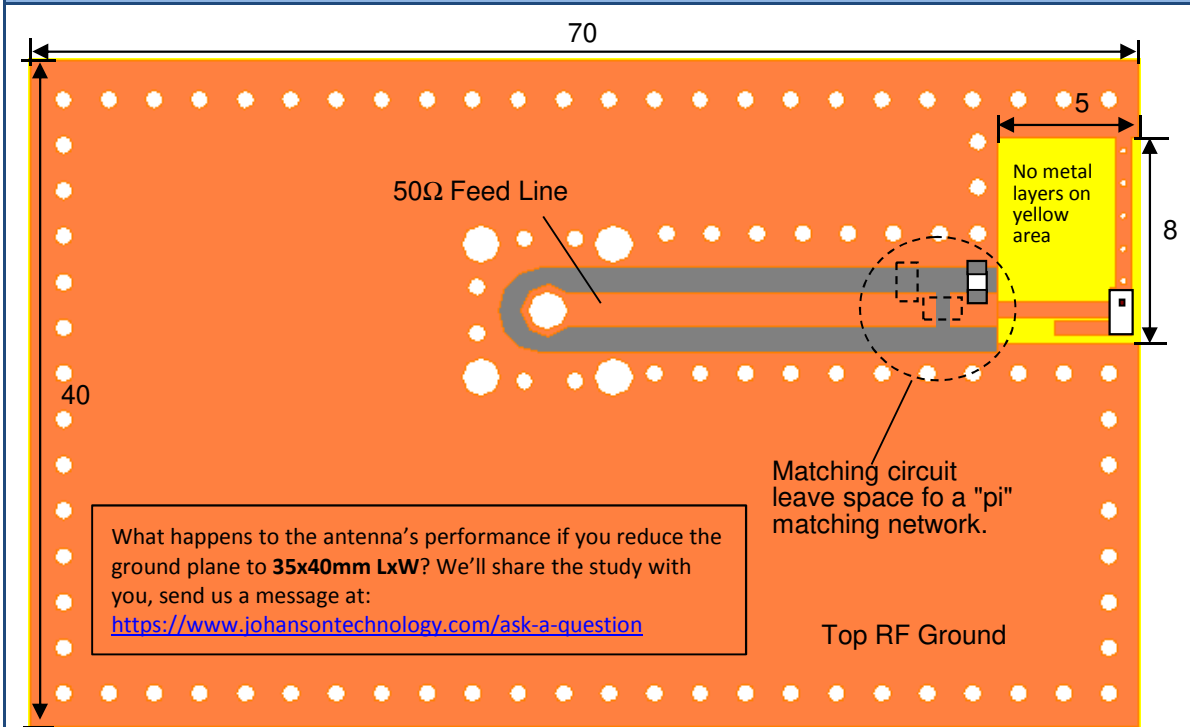 70
5
No metal
layers on
yellow
area
50Ω Feed Line
8
40
Matching circuit
leave space fo a "pi"
matching network.
What happens to the antenna’s performance if you reduce the
ground plane to 35x40mm LxW? We’ll share the study with
you, send us a message at:
https://www.johansontechnology.com/ask-a-question
Top RF Ground